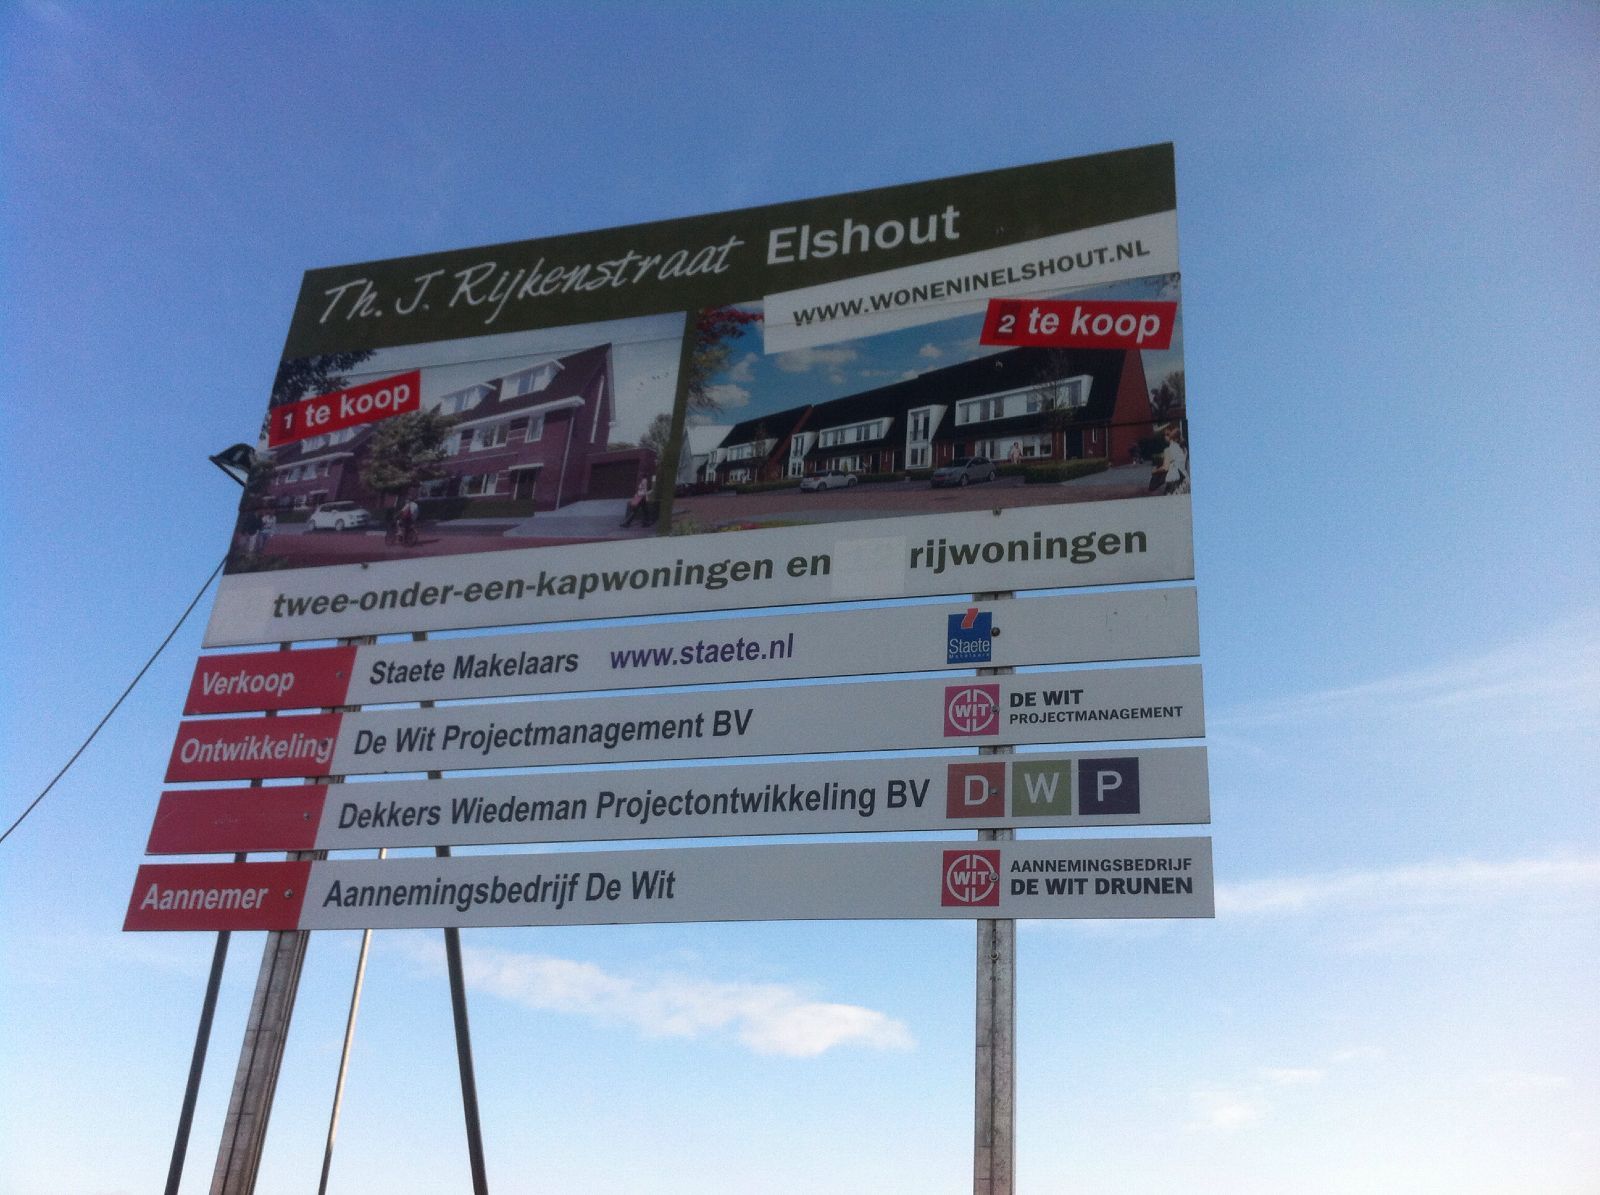 Th. J. Rijkenstraat Elshout
WWW.WONENINELSHOUT.NL
1 te koop
2 te koop
twee-onder-een-kapwoningen en rijwoningen
Verkoop Staete Makelaars www.staete.nl Staete Makelaars
Ontwikkeling De Wit Projectmanagement BV WIT DE WIT PROJECTMANAGEMENT
Dekkers Wiedeman Projectontwikkeling BV D W P
Aannemer Aannemingsbedrijf De Wit WIT AANNEMINGSBEDRIJF DE WIT DRUNEN